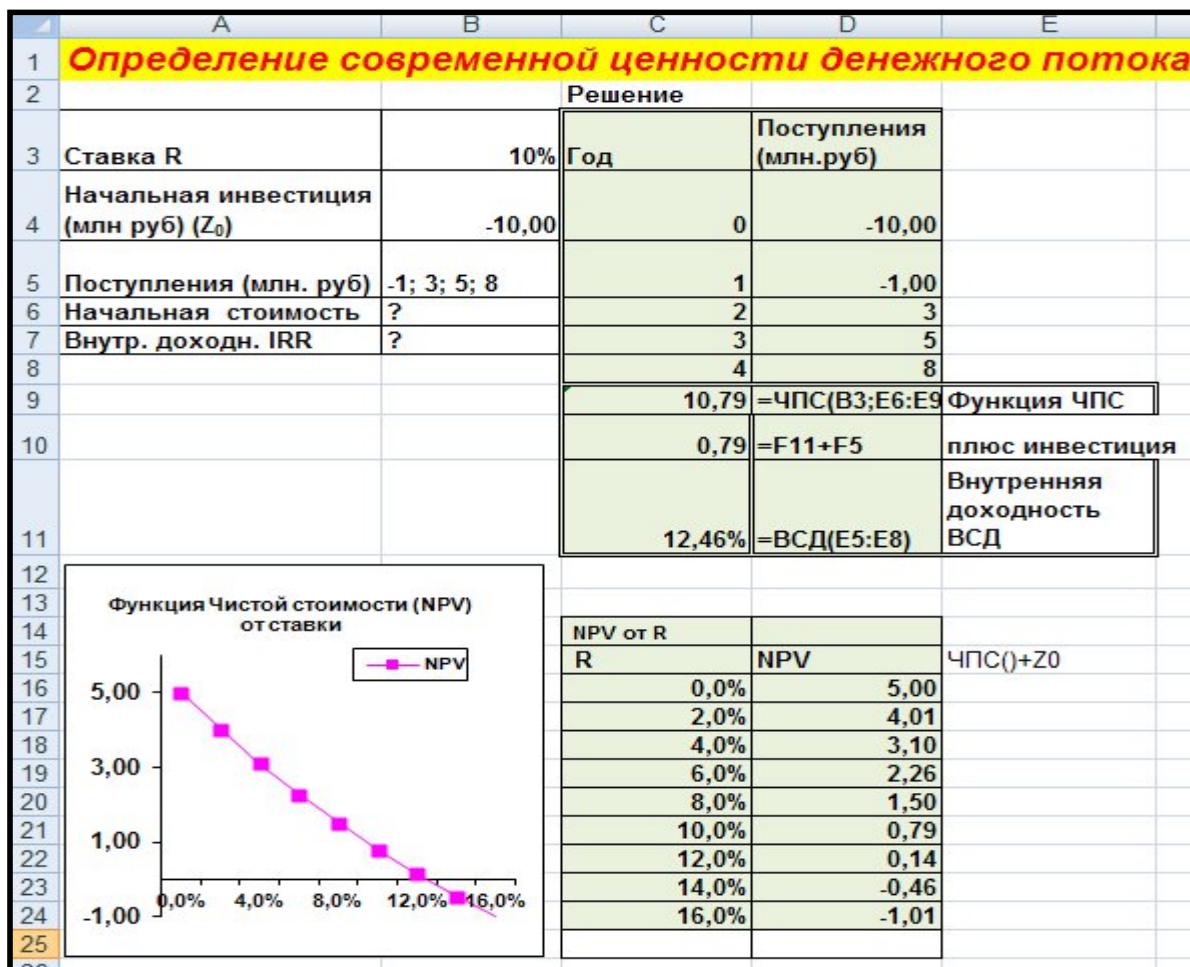 A B C D E
1 Определение современной ценности денежного потока
2 Решение
3 Ставка R 10% Год Поступления (млн.руб)
4 Начальная инвестиция (млн руб) (Z₀) -10,00 0 -10,00
5 Поступления (млн. руб) -1; 3; 5; 8 1 -1,00
6 Начальная стоимость ? 2 3
7 Внутр. доходн. IRR ? 3 5
8 4 8
9 10,79 =ЧПС(B3;E6:E9 Функция ЧПС
10 0,79 =F11+F5 плюс инвестиция
11 12,46% =ВСД(E5:E8) Внутренняя доходность ВСД
12
13
14 NPV от R
15 R NPV ЧПС()+Z0
16 0,0% 5,00
17 2,0% 4,01
18 4,0% 3,10
19 6,0% 2,26
20 8,0% 1,50
21 10,0% 0,79
22 12,0% 0,14
23 14,0% -0,46
24 16,0% -1,01
25
Функция Чистой стоимости (NPV)
от ставки
NPV
5,00
3,00
1,00
-1,00
0,0% 4,0% 8,0% 12,0% 16,0%